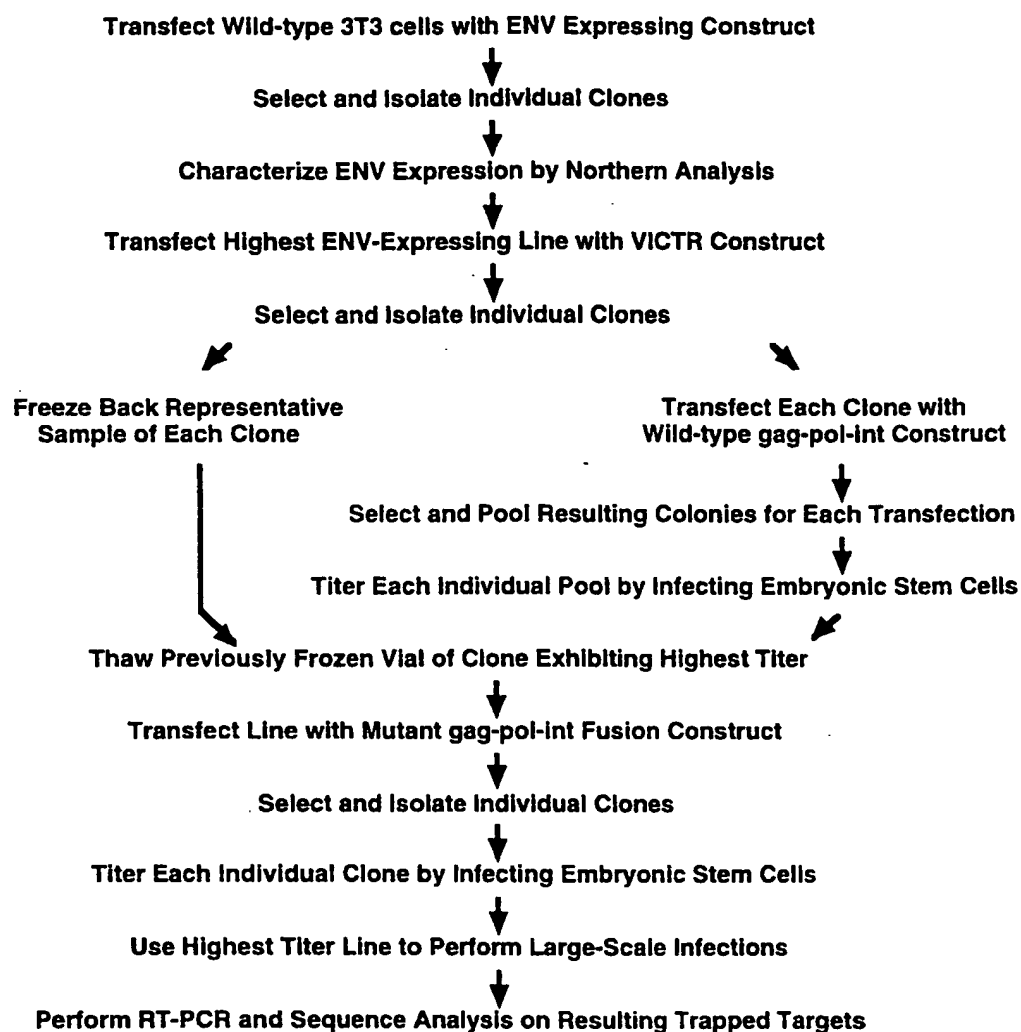 Transfect Wild-type 3T3 cells with ENV Expressing Construct
Select and Isolate Individual Clones
Characterize ENV Expression by Northern Analysis
Transfect Highest ENV-Expressing Line with VICTR Construct
Select and Isolate Individual Clones
Freeze Back Representative
Sample of Each Clone
Transfect Each Clone with
Wild-type gag-pol-int Construct
Select and Pool Resulting Colonies for Each Transfection
Titer Each Individual Pool by Infecting Embryonic Stem Cells
Thaw Previously Frozen Vial of Clone Exhibiting Highest Titer
Transfect Line with Mutant gag-pol-int Fusion Construct
Select and Isolate Individual Clones
Titer Each Individual Clone by Infecting Embryonic Stem Cells
Use Highest Titer Line to Perform Large-Scale Infections
Perform RT-PCR and Sequence Analysis on Resulting Trapped Targets